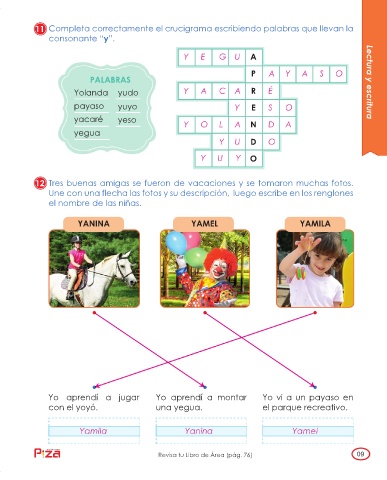 11 Completa correctamente el crucigrama escribiendo palabras que llevan la
consonante "y".
PALABRAS
Yolanda yudo
payaso yuyo
yacaré yeso
yegua
Y E G U A
P A Y A S O
Y A C A R É
Y E S O
Y O L A N D A
Y U D O
Y U Y O
Lectura y escritura
12 Tres buenas amigas se fueron de vacaciones y se tomaron muchas fotos.
Une con una flecha las fotos y su descripción, luego escribe en los renglones
el nombre de las niñas.
YANINA YAMEL YAMILA
Yo aprendí a jugar
con el yoyó.
Yo aprendí a montar
una yegua.
Yo vi a un payaso en
el parque recreativo.
Yamila Yanina Yamel
PIZA
Revisa tu Libro de Área (pág. 76)
09